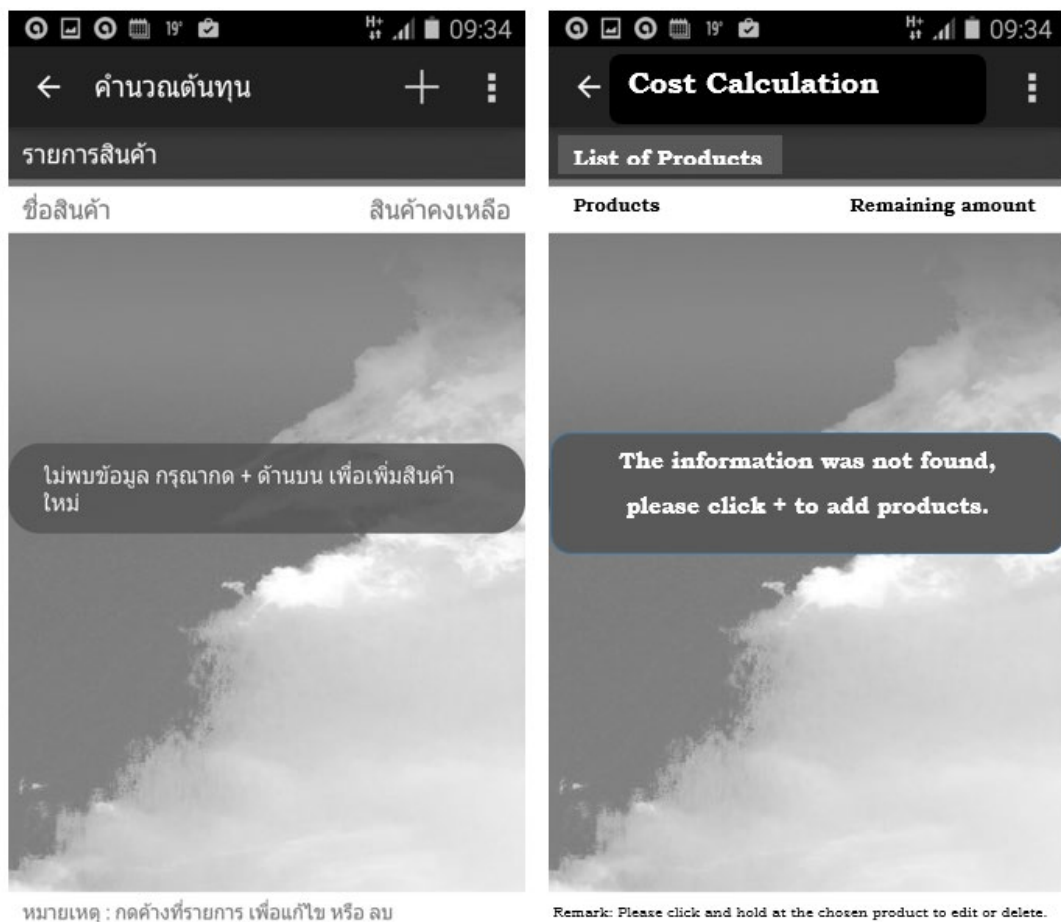 19°
H+
09:34
คำนวณต้นทุน
รายการสินค้า
ชื่อสินค้า สินค้าคงเหลือ
ไม่พบข้อมูล กรุณากด + ด้านบน เพื่อเพิ่มสินค้า
ใหม่
หมายเหตุ : กดค้างที่รายการ เพื่อแก้ไข หรือ ลบ
19°
H+
09:34
Cost Calculation
List of Products
Products Remaining amount
The information was not found,
please click + to add products.
Remark: Please click and hold at the chosen product to edit or delete.